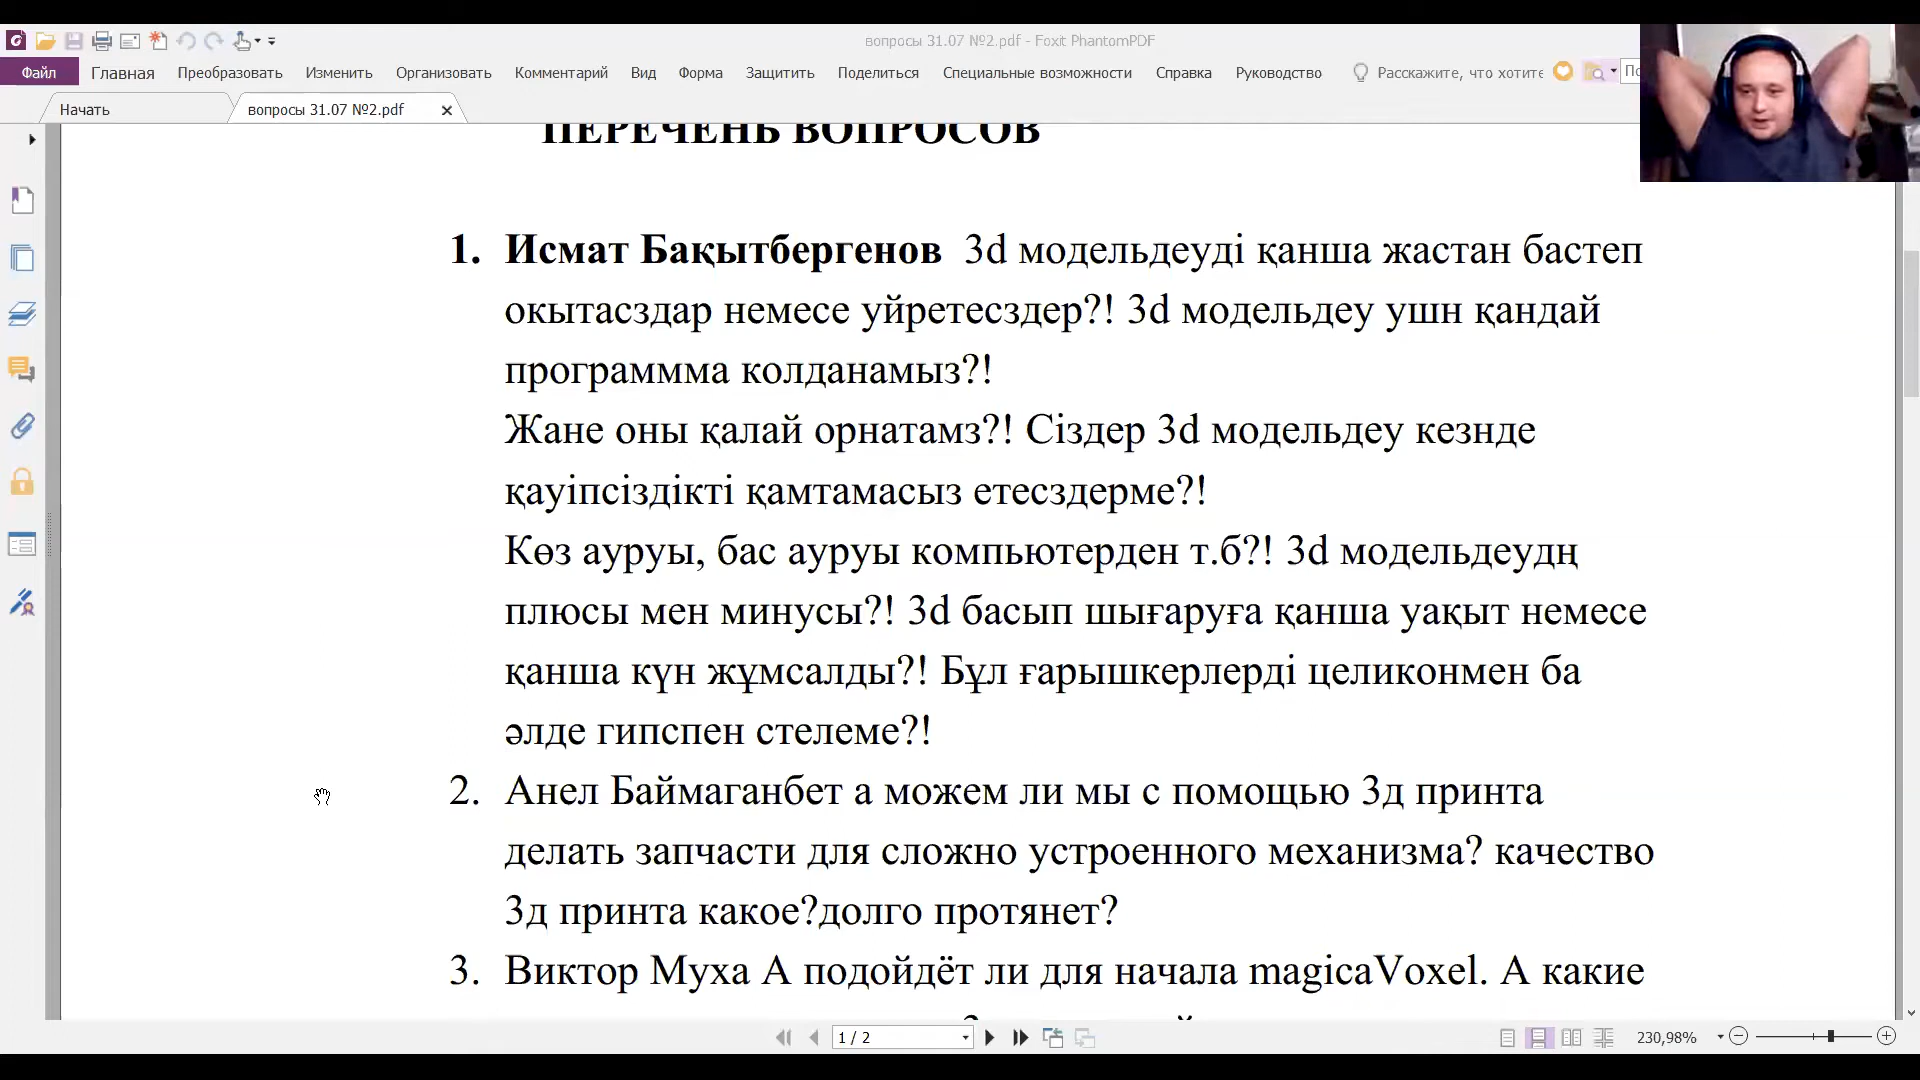 вопросы 31.07 №2.pdf - Foxit PhantomPDF
Файл Главная Преобразовать Изменить Организовать Комментарий Вид Форма Защитить Поделиться Специальные возможности Справка Руководство Расскажите, что хотите По
Начать вопросы 31.07 №2.pdf
ПЕРЕЧЕНЬ ВОПРОСОВ
1. Исмат Бақытбергенов 3d модельдеуді қанша жастан бастеп
окытасздар немесе уйретесздер?! 3d модельдеу ушн қандай
программма колданамыз?!
Жане оны қалай орнатамз?! Сіздер 3d модельдеу кезнде
қауіпсіздікті қамтамасыз етесздерме?!
Көз ауруы, бас ауруы компьютерден т.б?! 3d модельдеудң
плюсы мен минусы?! 3d басып шығаруға қанша уақыт немесе
қанша күн жұмсалды?! Бұл ғарышкерлерді целиконмен ба
әлде гипспен стелеме?!
2. Анел Баймаганбет а можем ли мы с помощью 3д принта
делать запчасти для сложно устроенного механизма? качество
3д принта какое?долго протянет?
3. Виктор Муха А подойдёт ли для начала magicaVoxel. А какие
1 / 2
230,98%